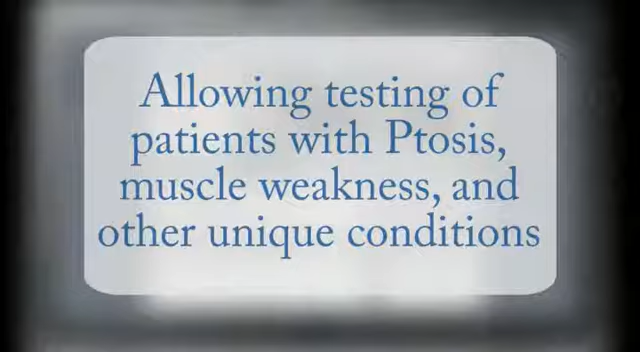 Allowing testing of
patients with Ptosis,
muscle weakness, and
other unique conditions